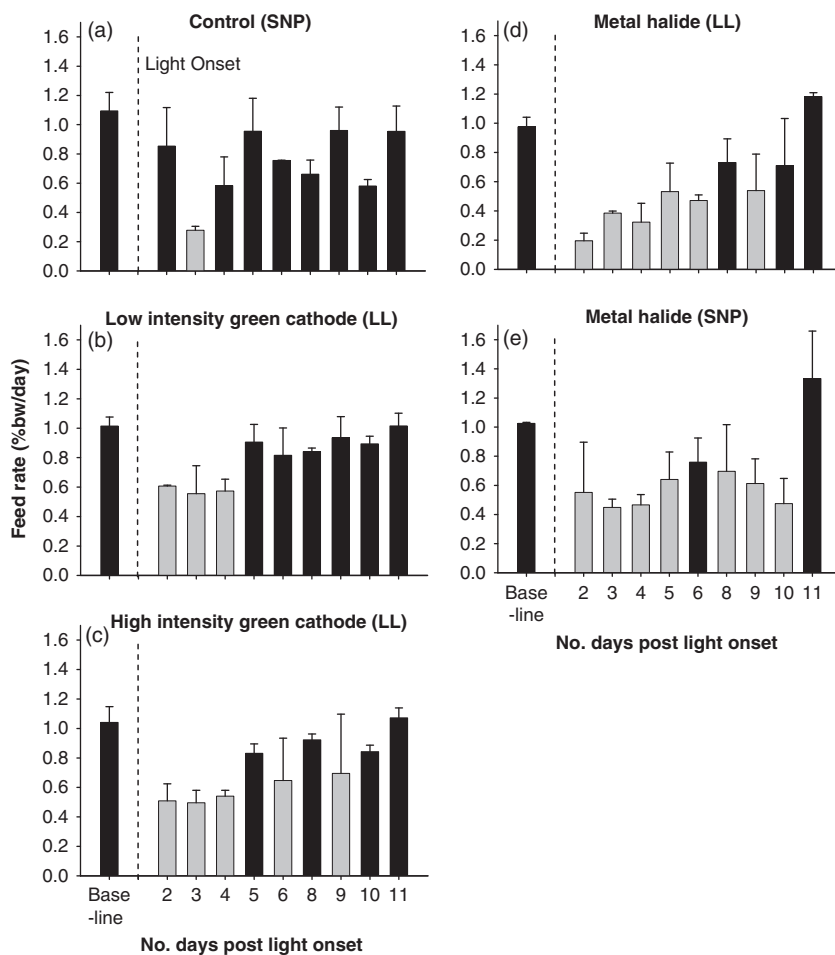 (a)
Control (SNP)
Light Onset
1.6
1.4
1.2
1.0
0.8
0.6
0.4
0.2
0.0
Low intensity green cathode (LL)
(b)
1.6
1.4
1.2
1.0
0.8
0.6
0.4
0.2
0.0
Feed rate (%bw/day)
High intensity green cathode (LL)
(c)
1.6
1.4
1.2
1.0
0.8
0.6
0.4
0.2
0.0
Base 2 3 4 5 6 8 9 10 11
-line
No. days post light onset
(d)
Metal halide (LL)
1.6
1.4
1.2
1.0
0.8
0.6
0.4
0.2
0.0
Metal halide (SNP)
(e)
1.6
1.4
1.2
1.0
0.8
0.6
0.4
0.2
0.0
Base 2 3 4 5 6 8 9 10 11
-line
No. days post light onset